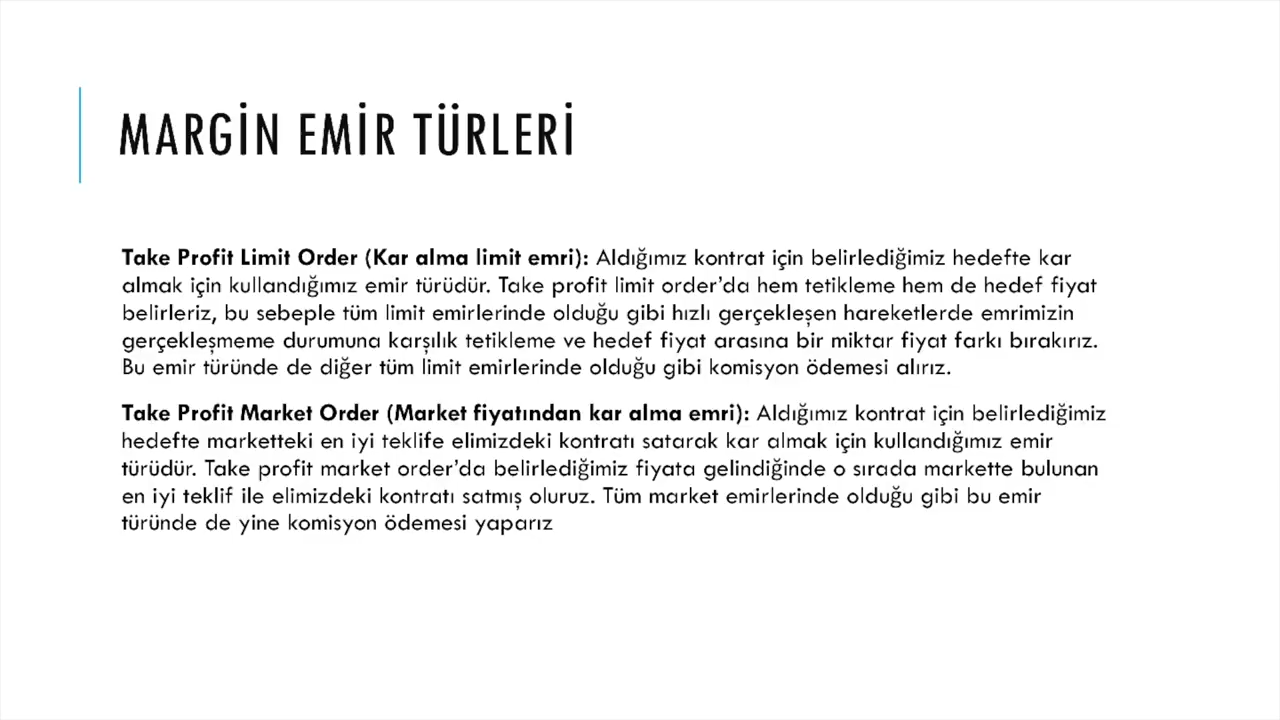 MARGİN EMİR TÜRLERİ
Take Profit Limit Order (Kar alma limit emri): Aldığımız kontrat için belirlediğimiz hedefte kar
almak için kullandığımız emir türüdür. Take profit limit order’da hem tetikleme hem de hedef fiyat
belirleriz, bu sebeple tüm limit emirlerinde olduğu gibi hızlı gerçekleşen hareketlerde emrimizin
gerçekleşmeme durumuna karşılık tetikleme ve hedef fiyat arasına bir miktar fiyat farkı bırakırız.
Bu emir türünde de diğer tüm limit emirlerinde olduğu gibi komisyon ödemesi alırız.
Take Profit Market Order (Market fiyatından kar alma emri): Aldığımız kontrat için belirlediğimiz
hedefte marketteki en iyi teklife elimizdeki kontratı satarak kar almak için kullandığımız emir
türüdür. Take profit market order’da belirlediğimiz fiyata gelindiğinde o sırada markette bulunan
en iyi teklif ile elimizdeki kontratı satmış oluruz. Tüm market emirlerinde olduğu gibi bu emir
türünde de yine komisyon ödemesi yaparız